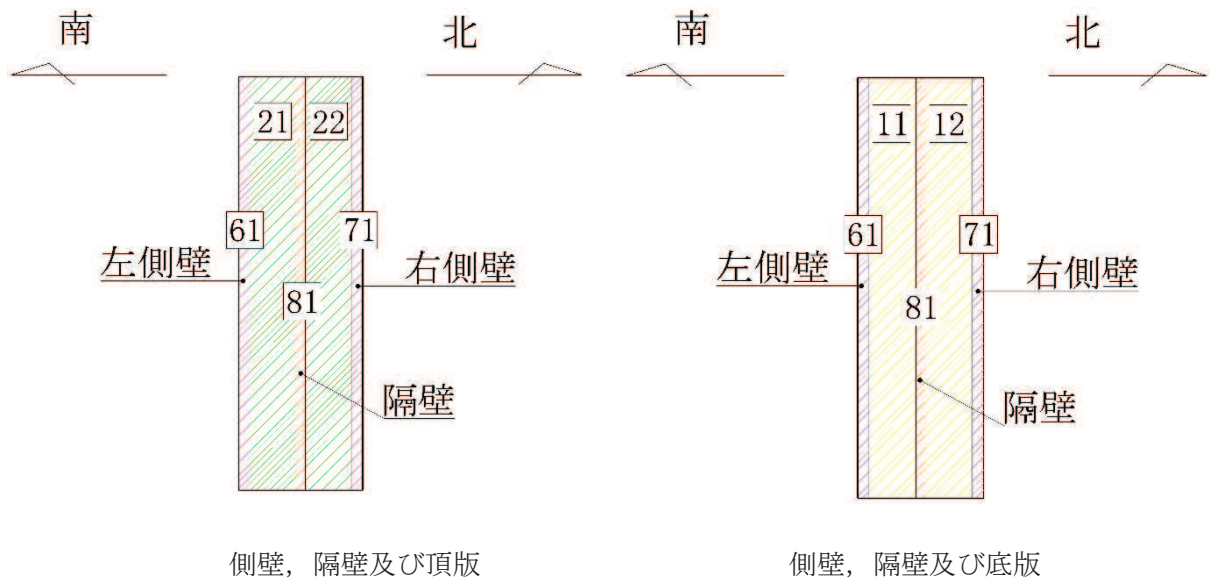 南 北 南 北
21 22 11 12
61 71 61 71
左側壁 右側壁 左側壁 右側壁
81 81
隔壁 隔壁
側壁，隔壁及び頂版 側壁，隔壁及び底版